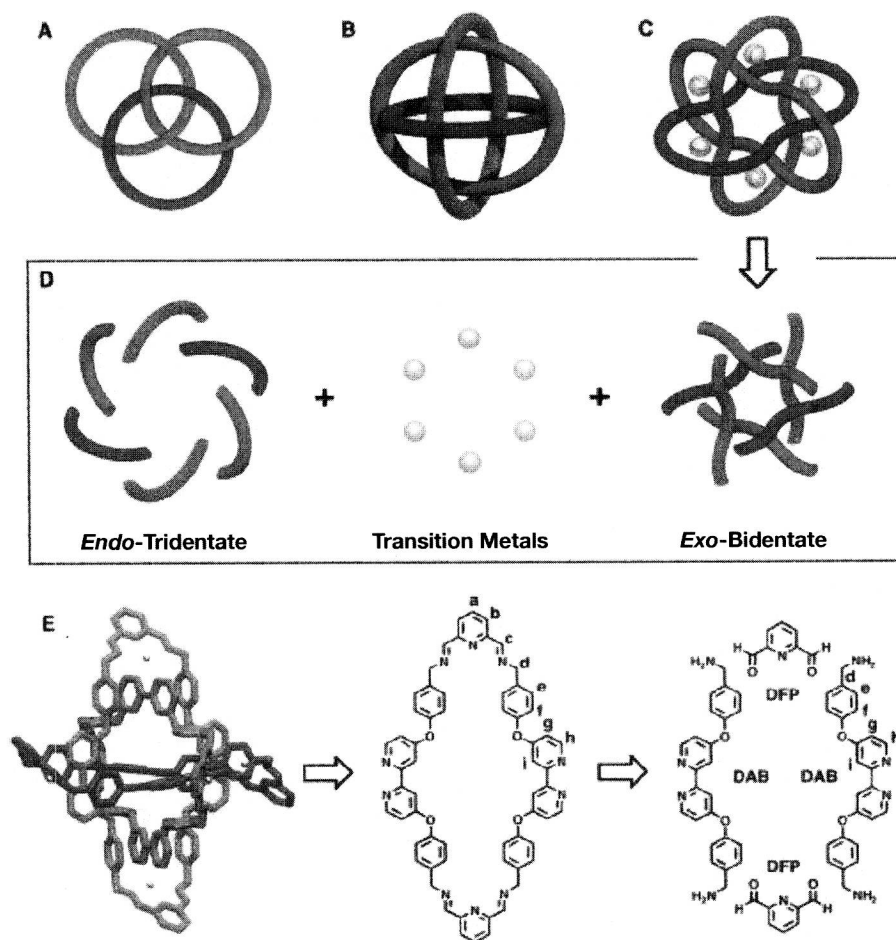 A
B
C
D
+
+
Endo-Tridentate
Transition Metals
Exo-Bidentate
E
a
b
c
d
e
f
g
h
i
N
N
N
O
O
N
N
N
N
O
O
N
N
N
H
H
O
N
O
H2N
NH2
d
DFP
e
f
O
O
g
h
N
N
i
DAB
DAB
N
N
O
O
DFP
H2N
NH2
O
O
H
N
H